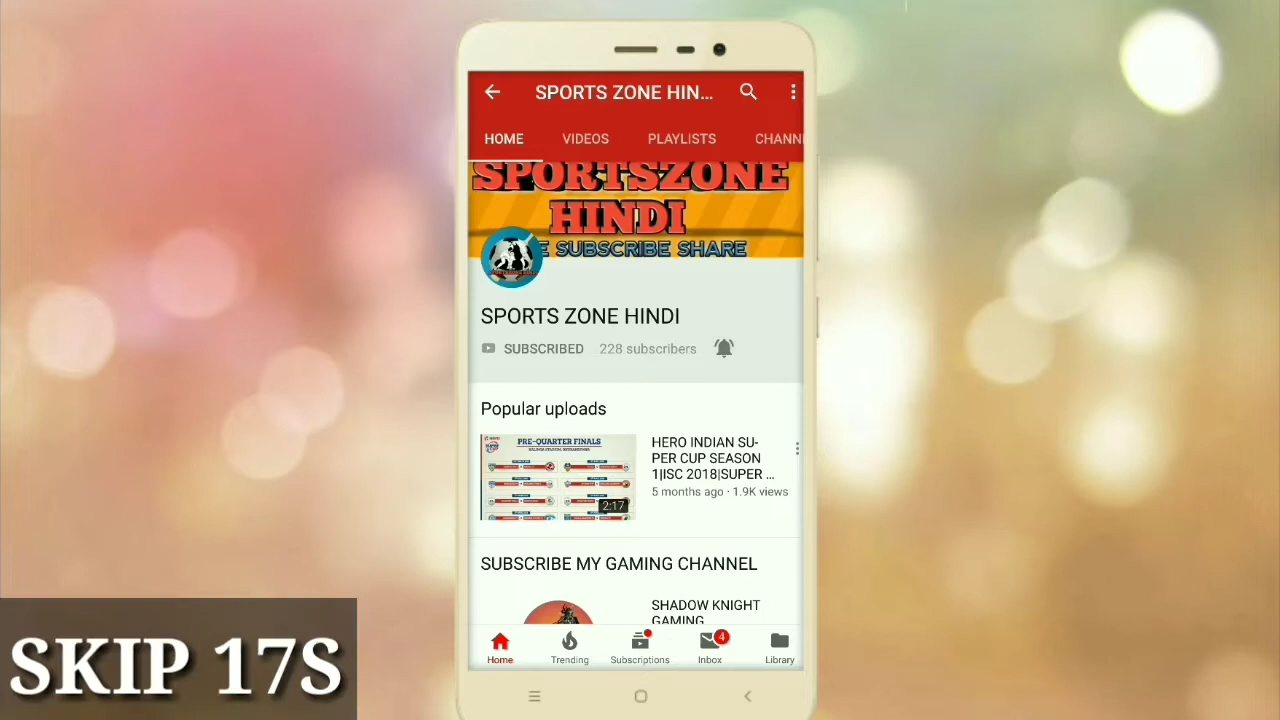 SPORTS ZONE HIN...
HOME VIDEOS PLAYLISTS CHANN
SPORTSZONE
HINDI
E SUBSCRIBE SHARE
SPORTS ZONE HINDI
SUBSCRIBED 228 subscribers
Popular uploads
PRE-QUARTER FINALS
2:17
HERO INDIAN SU-
PER CUP SEASON
1|ISC 2018|SUPER ...
5 months ago · 1.9K views
SUBSCRIBE MY GAMING CHANNEL
SHADOW KNIGHT
GAMING
4
Home Trending Subscriptions Inbox Library
SKIP 17S